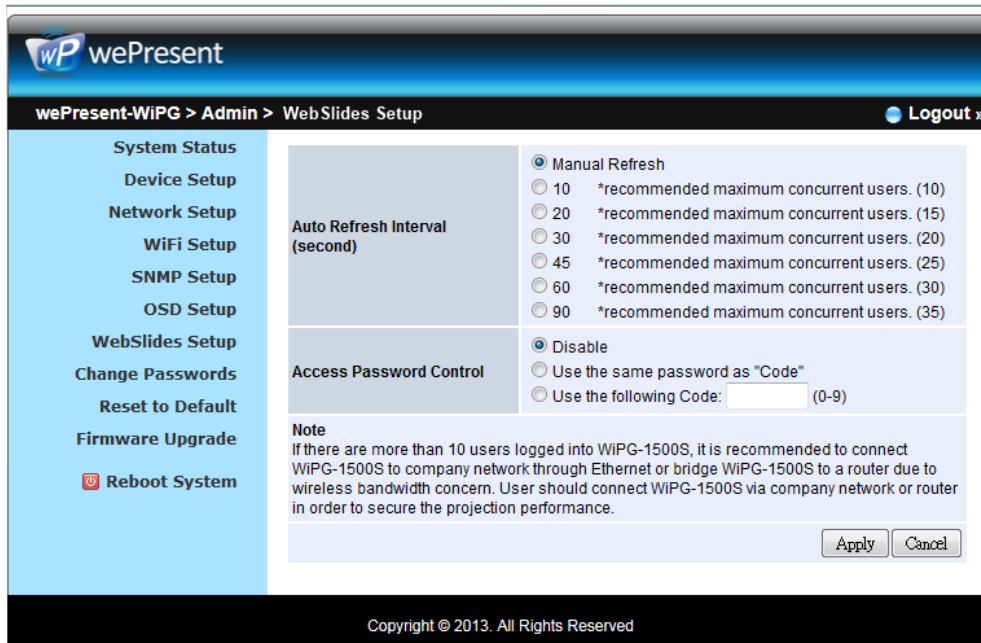 wP wePresent
wePresent-WiPG > Admin > WebSlides Setup
Logout »
System Status
Device Setup
Network Setup
WiFi Setup
SNMP Setup
OSD Setup
WebSlides Setup
Change Passwords
Reset to Default
Firmware Upgrade
Reboot System
Auto Refresh Interval
(second)
Manual Refresh
10 *recommended maximum concurrent users. (10)
20 *recommended maximum concurrent users. (15)
30 *recommended maximum concurrent users. (20)
45 *recommended maximum concurrent users. (25)
60 *recommended maximum concurrent users. (30)
90 *recommended maximum concurrent users. (35)
Access Password Control
Disable
Use the same password as "Code"
Use the following Code: (0-9)
Note
If there are more than 10 users logged into WiPG-1500S, it is recommended to connect
WiPG-1500S to company network through Ethernet or bridge WiPG-1500S to a router due to
wireless bandwidth concern. User should connect WiPG-1500S via company network or router
in order to secure the projection performance.
Apply Cancel
Copyright © 2013. All Rights Reserved